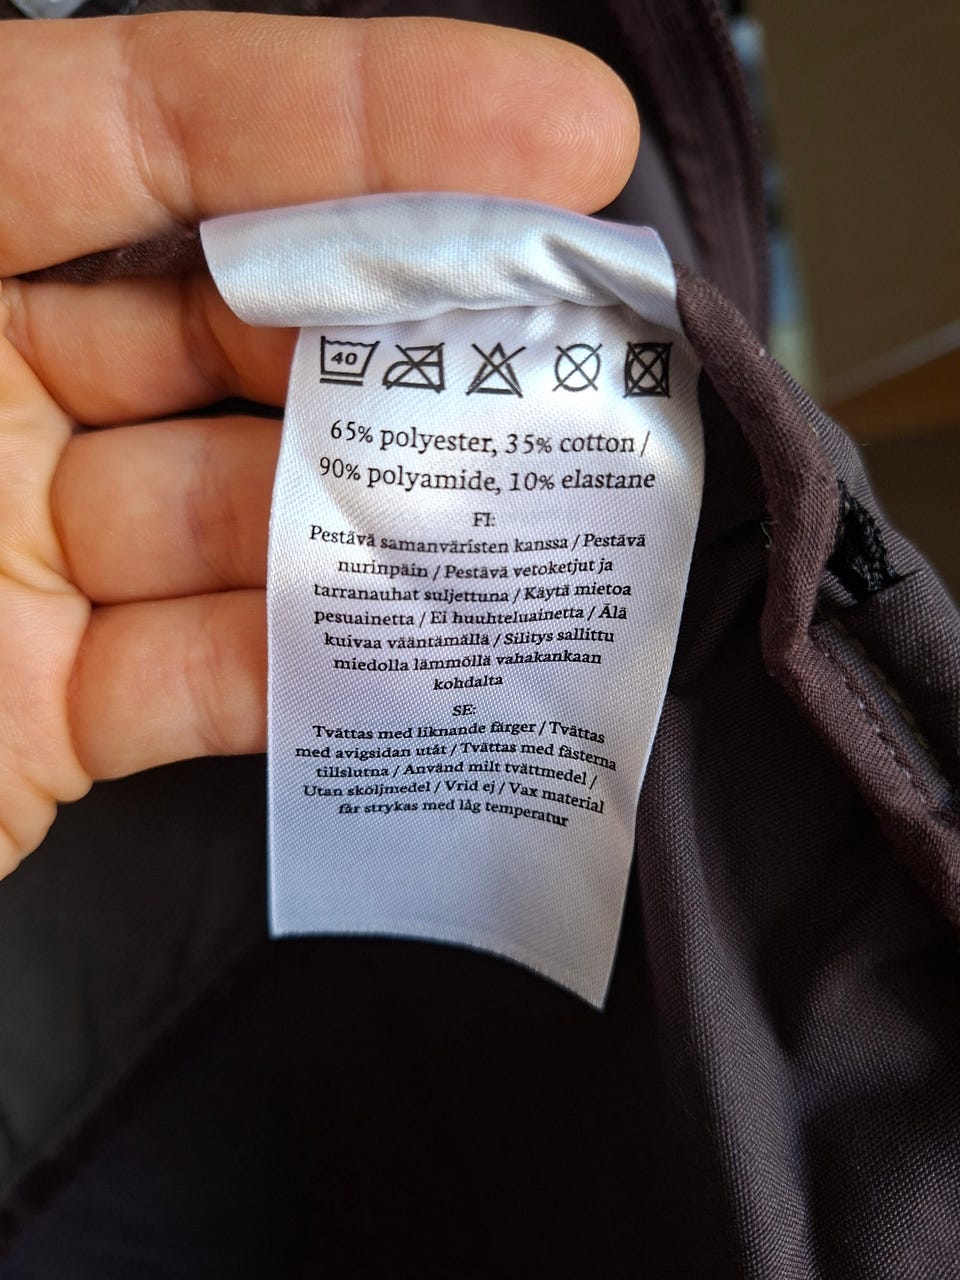 40
65% polyester, 35% cotton /
90% polyamide, 10% elastane
FI:
Pestävä samanväristen kanssa / Pestävä
nurinpäin / Pestävä vetoketjut ja
tarranauhat suljettuna / Käytä mietoa
pesuainetta / Ei huuhteluainetta / Älä
kuivaa vääntämällä / Silitys sallittu
miedolla lämmöllä vahakankaan
kohdalta
SE:
Tvättas med liknande färger / Tvättas
med avigsidan utåt / Tvättas med fästerna
tillslutna / Använd milt tvättmedel /
Utan sköljmedel / Vrid ej / Vax material
får strykas med låg temperatur